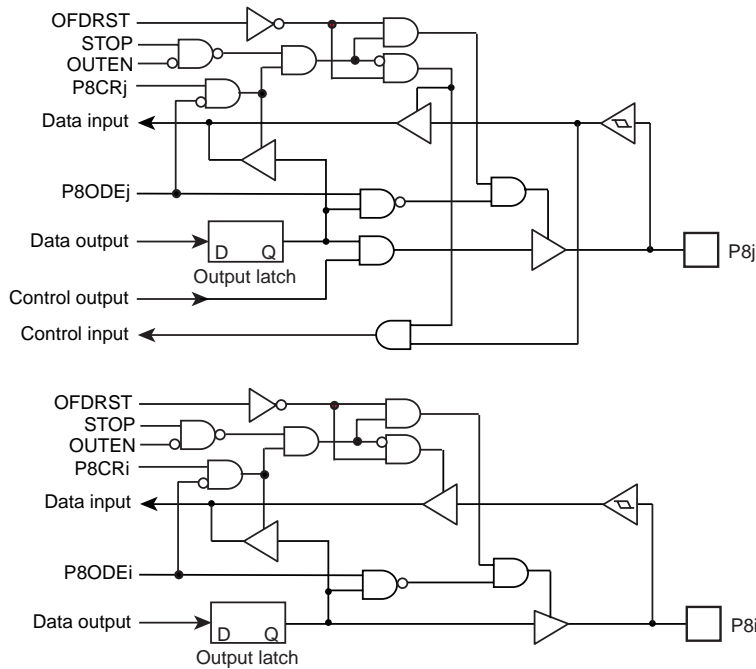 OFDRST
STOP
OUTEN
P8CRj
Data input
P8ODEj
Data output
D Q
P8j
Output latch
Control output
Control input
OFDRST
STOP
OUTEN
P8CRi
Data input
P8ODEi
Data output
D Q
P8i
Output latch